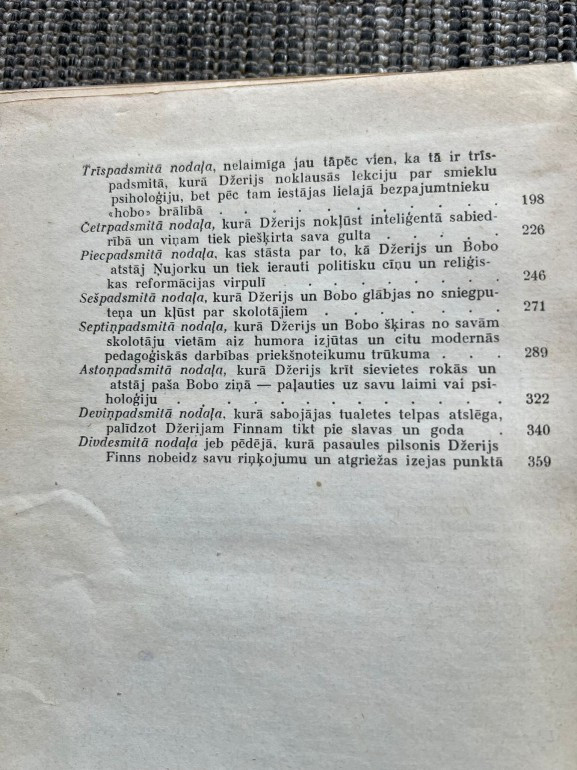 Trīspadsmitā nodaļa, nelaimīga jau tāpēc vien, ka tā ir trīs-
padsmitā, kurā Džerijs noklausās lekciju par smieklu
psiholoģiju, bet pēc tam iestājas lielajā bezpajumtnieku
«hobo» brālībā . . . . . . . . . . . . 198
Četrpadsmitā nodaļa, kurā Džerijs nokļūst inteliģentā sabied-
rībā un viņam tiek piešķirta sava gulta . . . . . 226
Piecpadsmitā nodaļa, kas stāsta par to, kā Džerijs un Bobo
atstāj Ņujorku un tiek ierauti politisku cīņu un reliģis-
kas reformācijas virpulī . . . . . . . . . 246
Sešpadsmitā nodaļa, kurā Džerijs un Bobo glābjas no sniegpu-
teņa un kļūst par skolotājiem . . . . . . . 271
Septiņpadsmitā nodaļa, kurā Džerijs un Bobo šķiras no savām
skolotāju vietām aiz humora izjūtas un citu modernās
pedagoģiskās darbības priekšnoteikumu trūkuma . . . 289
Astoņpadsmitā nodaļa, kurā Džerijs krīt sievietes rokās un
atstāj paša Bobo ziņā — paļauties uz savu laimi vai psi-
holoģiju . . . . . . . . . . . . . 322
Deviņpadsmitā nodaļa, kurā sabojājas tualetes telpas atslēga,
palīdzot Džerijam Finnam tikt pie slavas un goda . 340
Divdesmitā nodaļa jeb pēdējā, kurā pasaules pilsonis Džerijs
Finns nobeidz savu riņķojumu un atgriežas izejas punktā 359